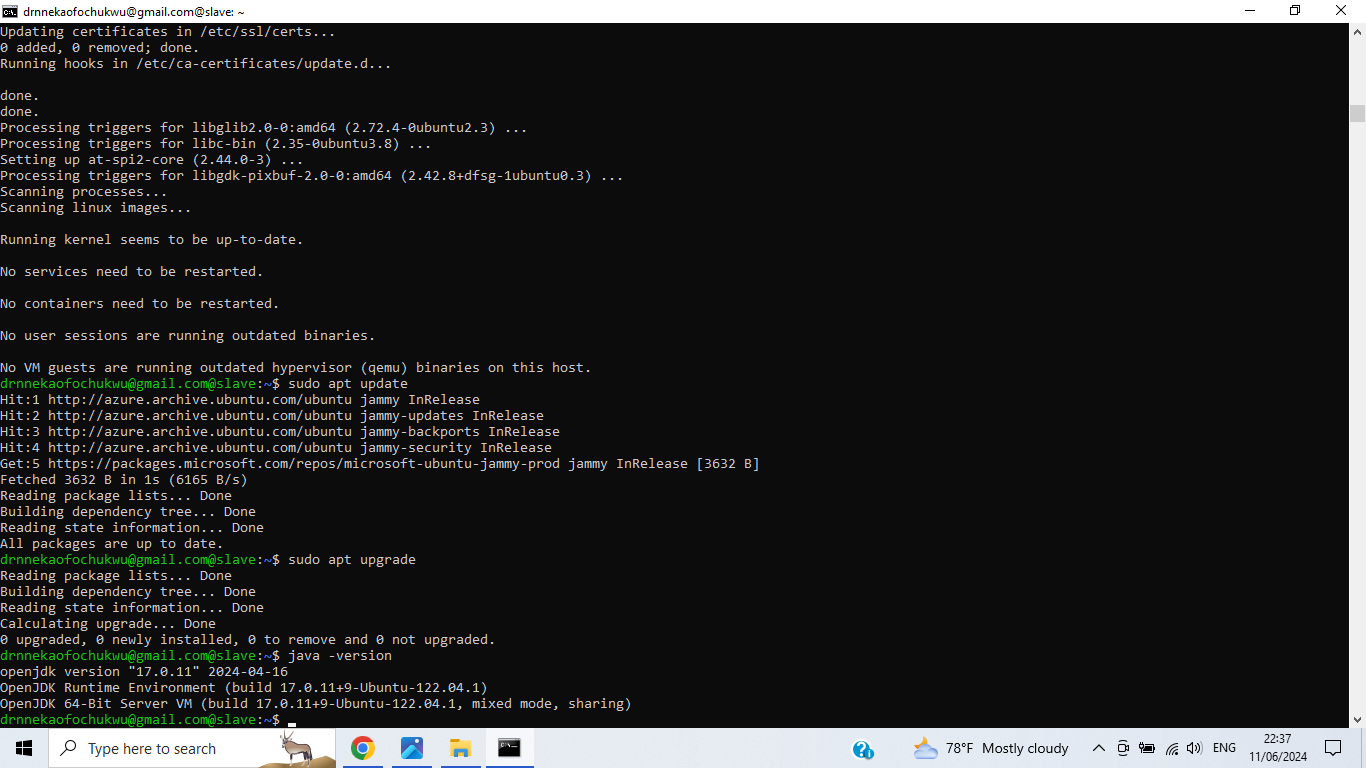 drnnekaofochukwu@gmail.com@slave: ~
Updating certificates in /etc/ssl/certs...
0 added, 0 removed; done.
Running hooks in /etc/ca-certificates/update.d...
done.
done.
Processing triggers for libglib2.0-0:amd64 (2.72.4-0ubuntu2.3) ...
Processing triggers for libc-bin (2.35-0ubuntu3.8) ...
Setting up at-spi2-core (2.44.0-3) ...
Processing triggers for libgdk-pixbuf-2.0-0:amd64 (2.42.8+dfsg-1ubuntu0.3) ...
Scanning processes...
Scanning linux images...
Running kernel seems to be up-to-date.
No services need to be restarted.
No containers need to be restarted.
No user sessions are running outdated binaries.
No VM guests are running outdated hypervisor (qemu) binaries on this host.
drnnekaofochukwu@gmail.com@slave:~$ sudo apt update
Hit:1 http://azure.archive.ubuntu.com/ubuntu jammy InRelease
Hit:2 http://azure.archive.ubuntu.com/ubuntu jammy-updates InRelease
Hit:3 http://azure.archive.ubuntu.com/ubuntu jammy-backports InRelease
Hit:4 http://azure.archive.ubuntu.com/ubuntu jammy-security InRelease
Get:5 https://packages.microsoft.com/repos/microsoft-ubuntu-jammy-prod jammy InRelease [3632 B]
Fetched 3632 B in 1s (6165 B/s)
Reading package lists... Done
Building dependency tree... Done
Reading state information... Done
All packages are up to date.
drnnekaofochukwu@gmail.com@slave:~$ sudo apt upgrade
Reading package lists... Done
Building dependency tree... Done
Reading state information... Done
Calculating upgrade... Done
0 upgraded, 0 newly installed, 0 to remove and 0 not upgraded.
drnnekaofochukwu@gmail.com@slave:~$ java -version
openjdk version "17.0.11" 2024-04-16
OpenJDK Runtime Environment (build 17.0.11+9-Ubuntu-122.04.1)
OpenJDK 64-Bit Server VM (build 17.0.11+9-Ubuntu-122.04.1, mixed mode, sharing)
drnnekaofochukwu@gmail.com@slave:~$
Type here to search
78°F Mostly cloudy
ENG
22:37
11/06/2024